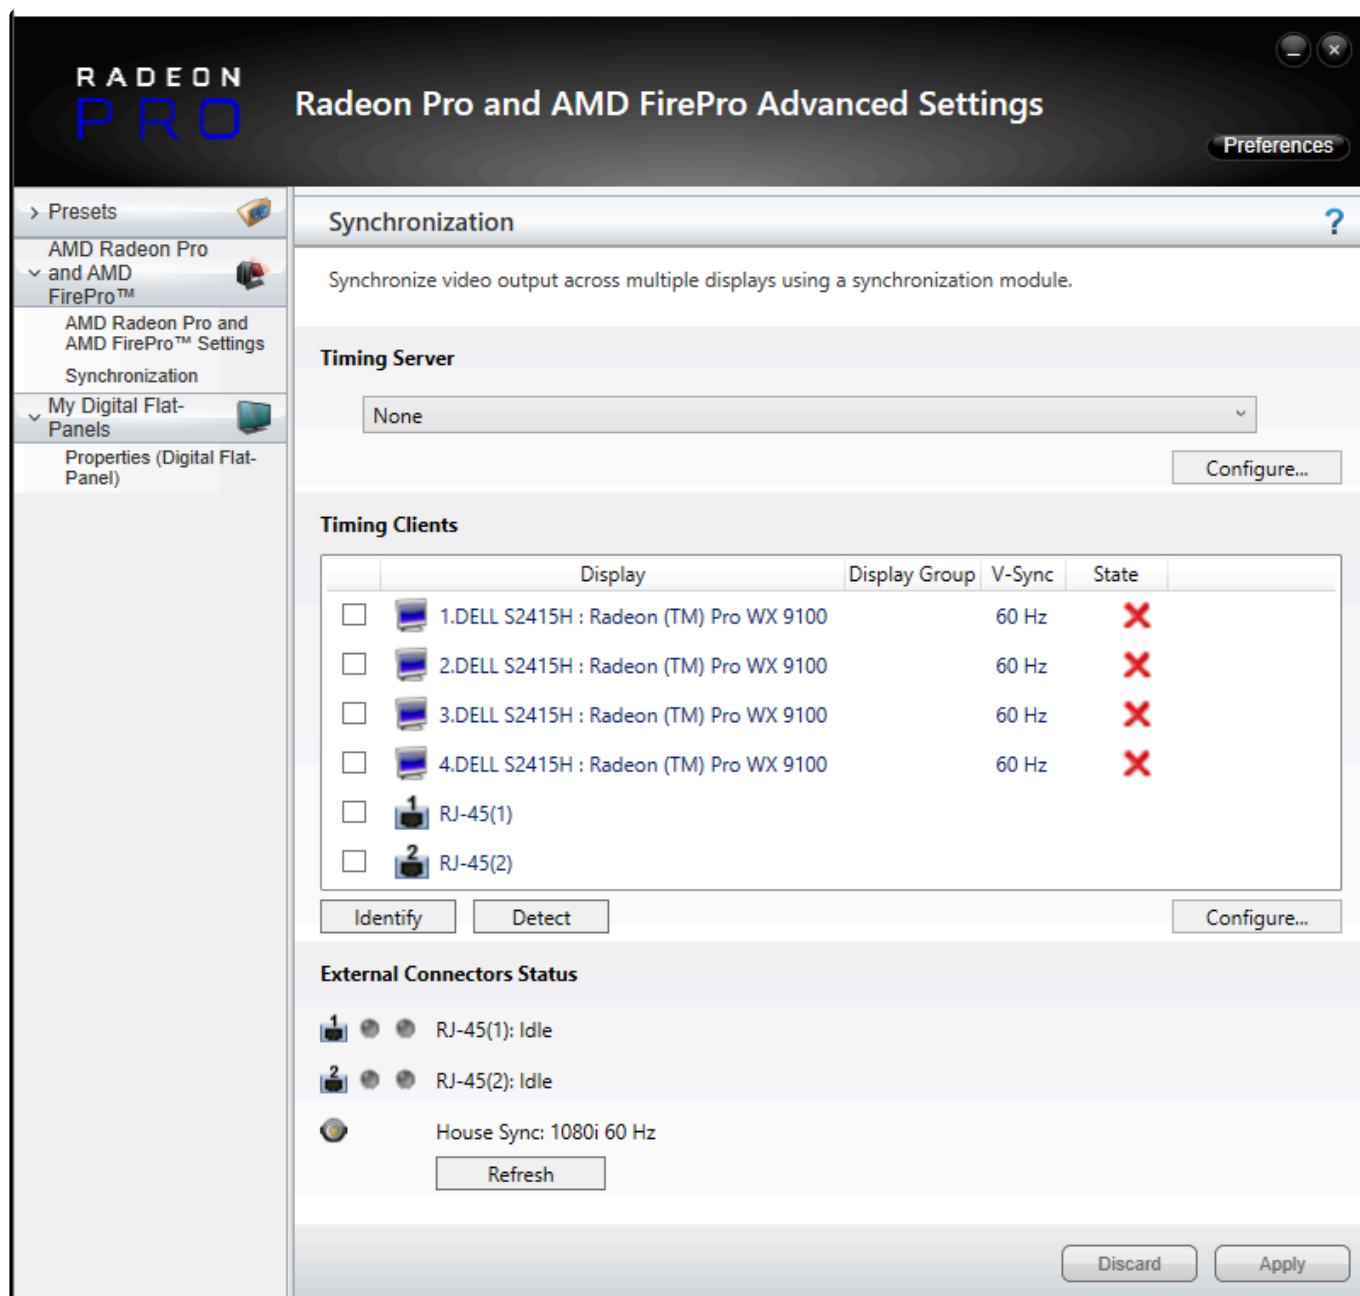 RADEON
PRO
Radeon Pro and AMD FirePro Advanced Settings
Preferences
Presets
AMD Radeon Pro
and AMD
FirePro™
AMD Radeon Pro and
AMD FirePro™ Settings
Synchronization
My Digital Flat-
Panels
Properties (Digital Flat-
Panel)
Synchronization
?
Synchronize video output across multiple displays using a synchronization module.
Timing Server
None
Configure...
Timing Clients
Display Display Group V-Sync State
1.DELL S2415H : Radeon (TM) Pro WX 9100 60 Hz
2.DELL S2415H : Radeon (TM) Pro WX 9100 60 Hz
3.DELL S2415H : Radeon (TM) Pro WX 9100 60 Hz
4.DELL S2415H : Radeon (TM) Pro WX 9100 60 Hz
1 RJ-45(1)
2 RJ-45(2)
Identify Detect Configure...
External Connectors Status
1 RJ-45(1): Idle
2 RJ-45(2): Idle
House Sync: 1080i 60 Hz
Refresh
Discard Apply